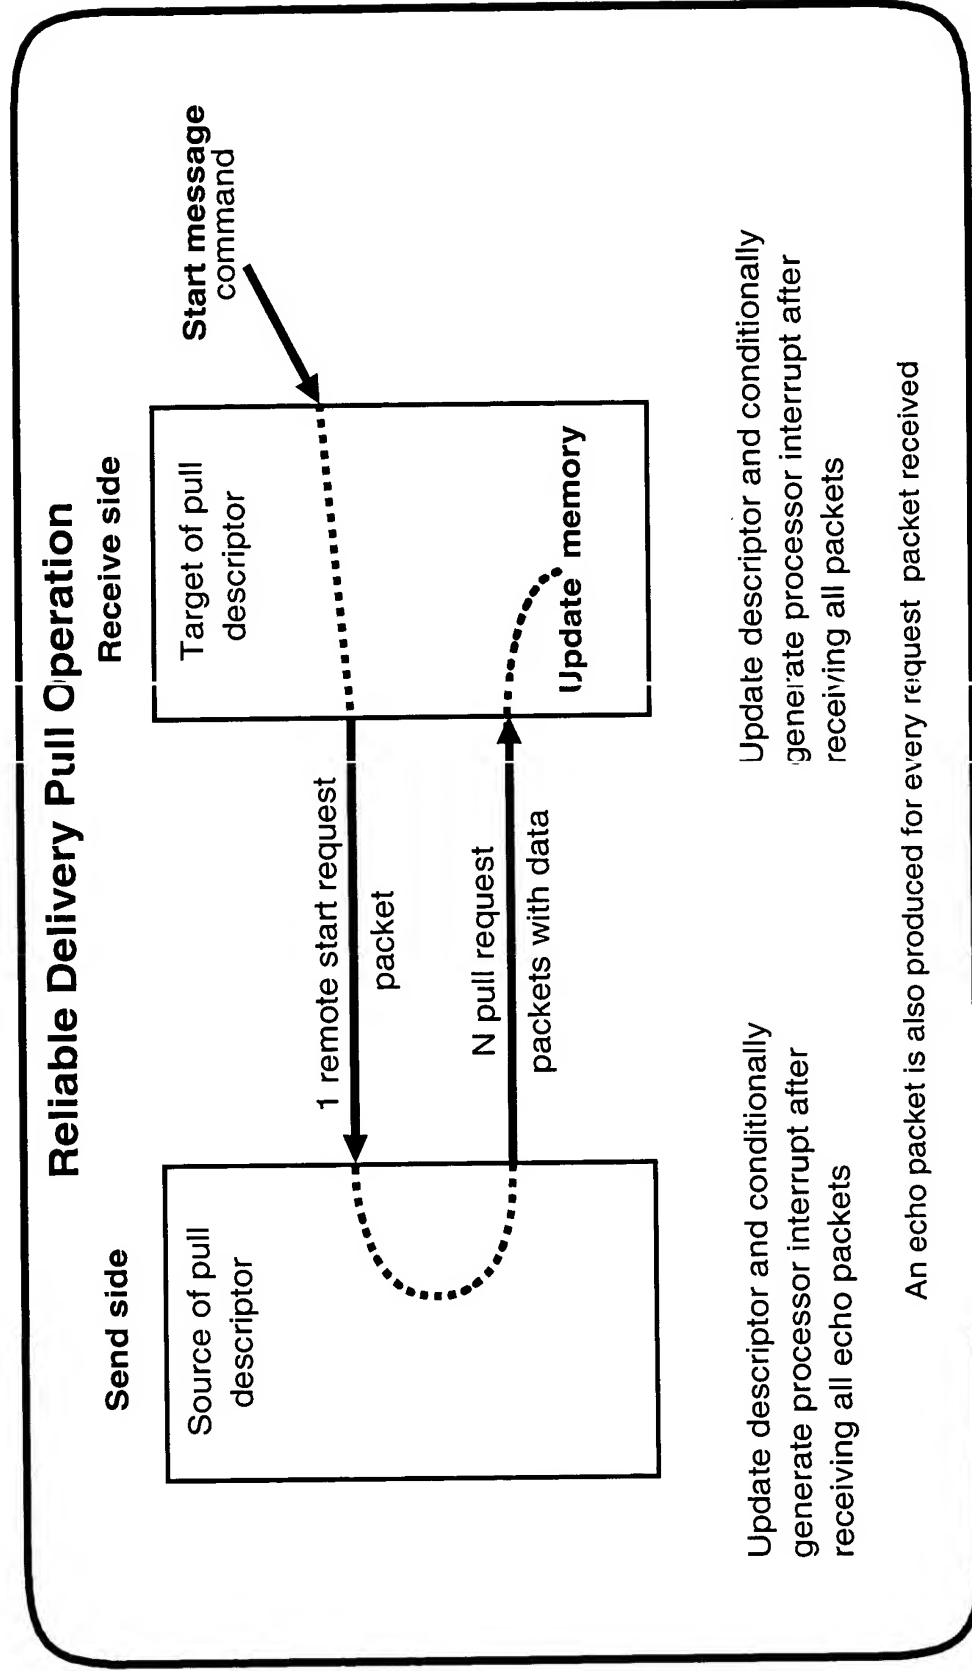 Reliable Delivery Pull Operation
Send side
Receive side
Source of pull
descriptor
Target of pull
descriptor
Start message
command
1 remote start request
packet
N pull request
packets with data
Update memory
Update descriptor and conditionally
generate processor interrupt after
receiving all echo packets
Update descriptor and conditionally
generate processor interrupt after
receiving all packets
An echo packet is also produced for every request packet received